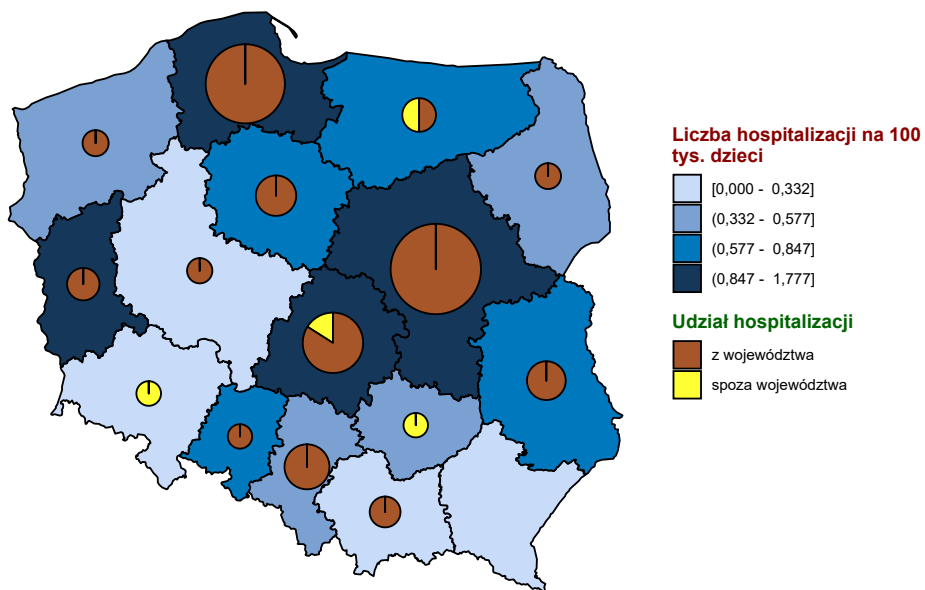 Liczba hospitalizacji na 100
tys. dzieci
[0,000 - 0,332]
(0,332 - 0,577]
(0,577 - 0,847]
(0,847 - 1,777]
Udział hospitalizacji
z województwa
spoza województwa